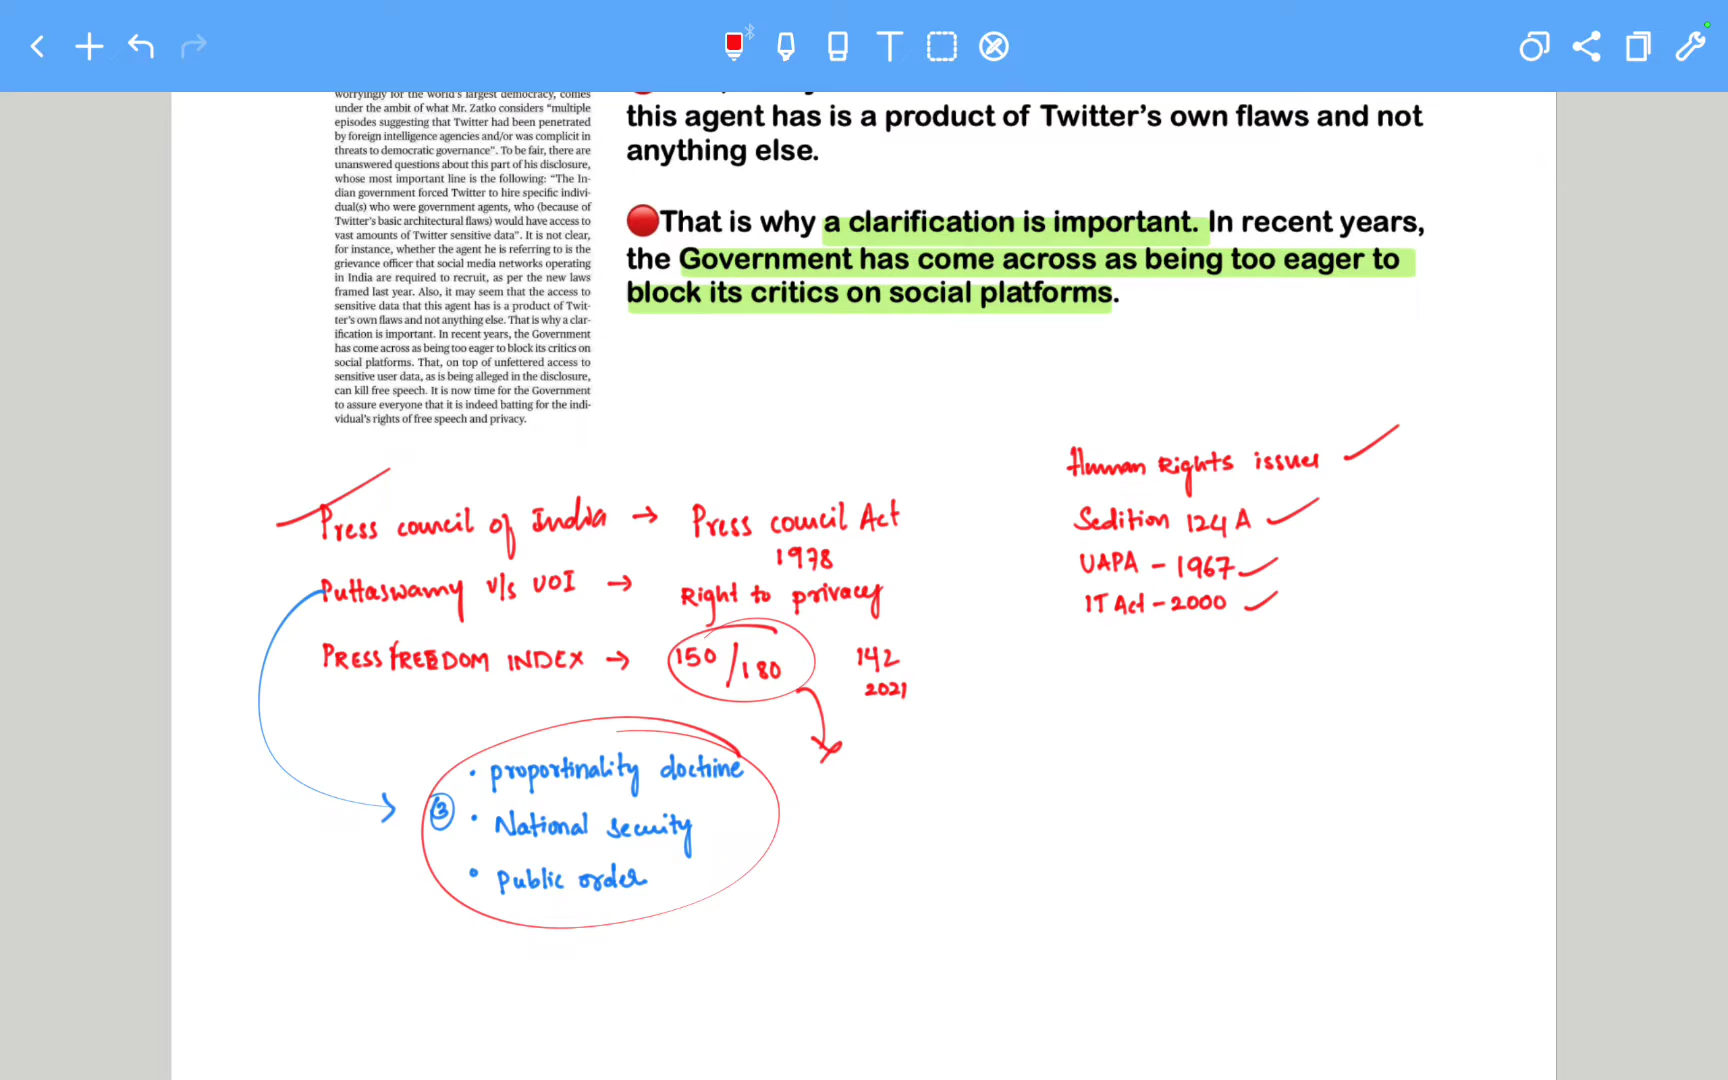 worryingly for the world's largest democracy, comes
under the ambit of what Mr. Zatko considers "multiple
episodes suggesting that Twitter had been penetrated
by foreign intelligence agencies and/or was complicit in
threats to democratic governance". To be fair, there are
unanswered questions about this part of his disclosure,
whose most important line is the following: "The In-
dian government forced Twitter to hire specific indivi-
dual(s) who were government agents, who (because of
Twitter's basic architectural flaws) would have access to
vast amounts of Twitter sensitive data". It is not clear,
for instance, whether the agent he is referring to is the
grievance officer that social media networks operating
in India are required to recruit, as per the new laws
framed last year. Also, it may seem that the access to
sensitive data that this agent has is a product of Twit-
ter's own flaws and not anything else. That is why a clar-
ification is important. In recent years, the Government
has come across as being too eager to block its critics on
social platforms. That, on top of unfettered access to
sensitive user data, as is being alleged in the disclosure,
can kill free speech. It is now time for the Government
to assure everyone that it is indeed batting for the indi-
vidual's rights of free speech and privacy.
this agent has is a product of Twitter's own flaws and not
anything else.
That is why a clarification is important. In recent years,
the Government has come across as being too eager to
block its critics on social platforms.
Press council of India → Press council Act
1978
Puttaswamy v/s UOI → Right to privacy
PRESS FREEDOM INDEX → 150/180 142
2021
• proportinality doctrine
③ • National security
• public order
Human Rights issues
Sedition 124A
UAPA - 1967
IT Act - 2000
T